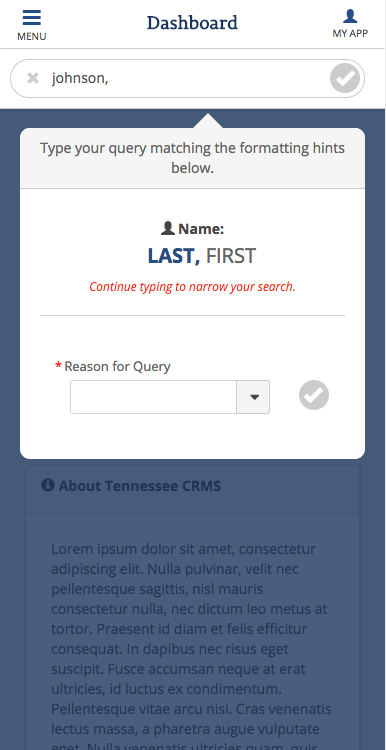 Dashboard
MENU
MY APP
johnson,
Type your query matching the formatting hints
below.
Name:
LAST, FIRST
Continue typing to narrow your search.
* Reason for Query
About Tennessee CRMS
Lorem ipsum dolor sit amet, consectetur
adipiscing elit. Nulla pulvinar, velit nec
pellentesque sagittis, nisl mauris
consectetur nulla, nec dictum leo metus at
tortor. Praesent id diam et felis efficitur
consequat. In dapibus nec risus eget
suscipit. Fusce accumsan neque at erat
ultricies, id luctus ex condimentum.
Pellentesque vitae arcu nisi. Cras venenatis
lectus massa, a pharetra augue vulputate
eget. Nulla venenatis ultricies quam, quis